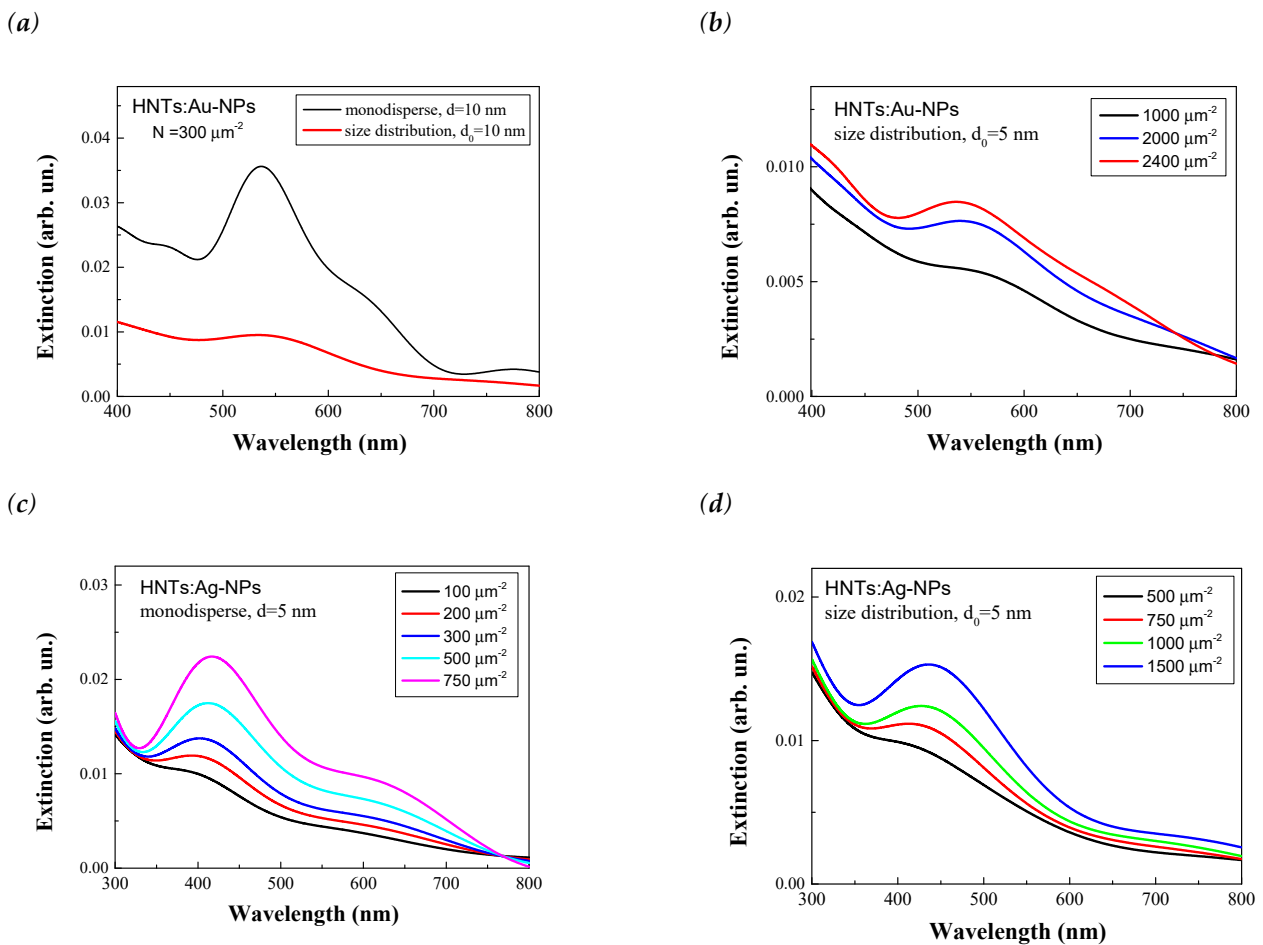 (a)
HNTs:Au-NPs
N =300 μm-2
monodisperse, d=10 nm
size distribution, d0=10 nm
0.04
0.03
0.02
0.01
0.00
400 500 600 700 800
Extinction (arb. un.)
Wavelength (nm)
(b)
HNTs:Au-NPs
size distribution, d0=5 nm
1000 μm-2
2000 μm-2
2400 μm-2
0.010
0.005
0.000
400 500 600 700 800
Extinction (arb. un.)
Wavelength (nm)
(c)
HNTs:Ag-NPs
monodisperse, d=5 nm
100 μm-2
200 μm-2
300 μm-2
500 μm-2
750 μm-2
0.03
0.02
0.01
0.00
300 400 500 600 700 800
Extinction (arb. un.)
Wavelength (nm)
(d)
HNTs:Ag-NPs
size distribution, d0=5 nm
500 μm-2
750 μm-2
1000 μm-2
1500 μm-2
0.02
0.01
0.00
300 400 500 600 700 800
Extinction (arb. un.)
Wavelength (nm)